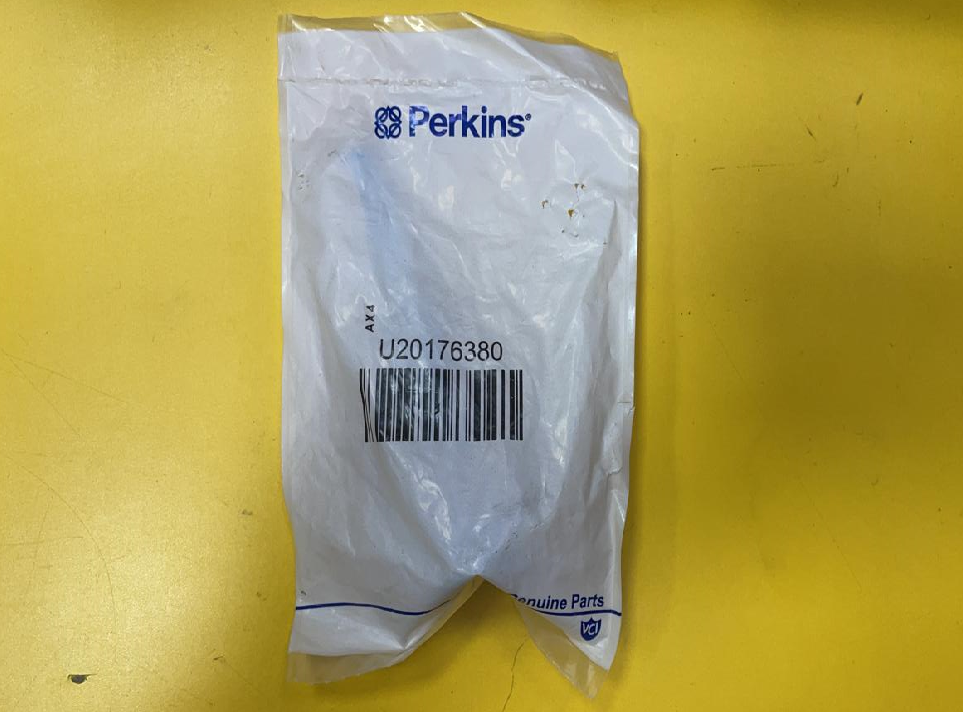 Perkins®
AX4
U20176380
Genuine Parts
VCI